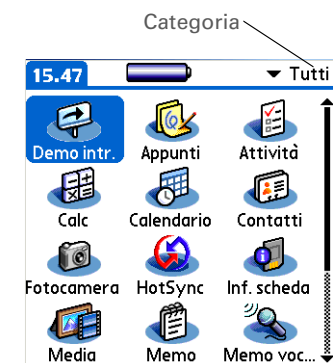 Categoria
15.47 Tutti
Demo intr. Appunti Attività
Calc Calendario Contatti
Fotocamera HotSync Inf. scheda
Media Memo Memo voc...